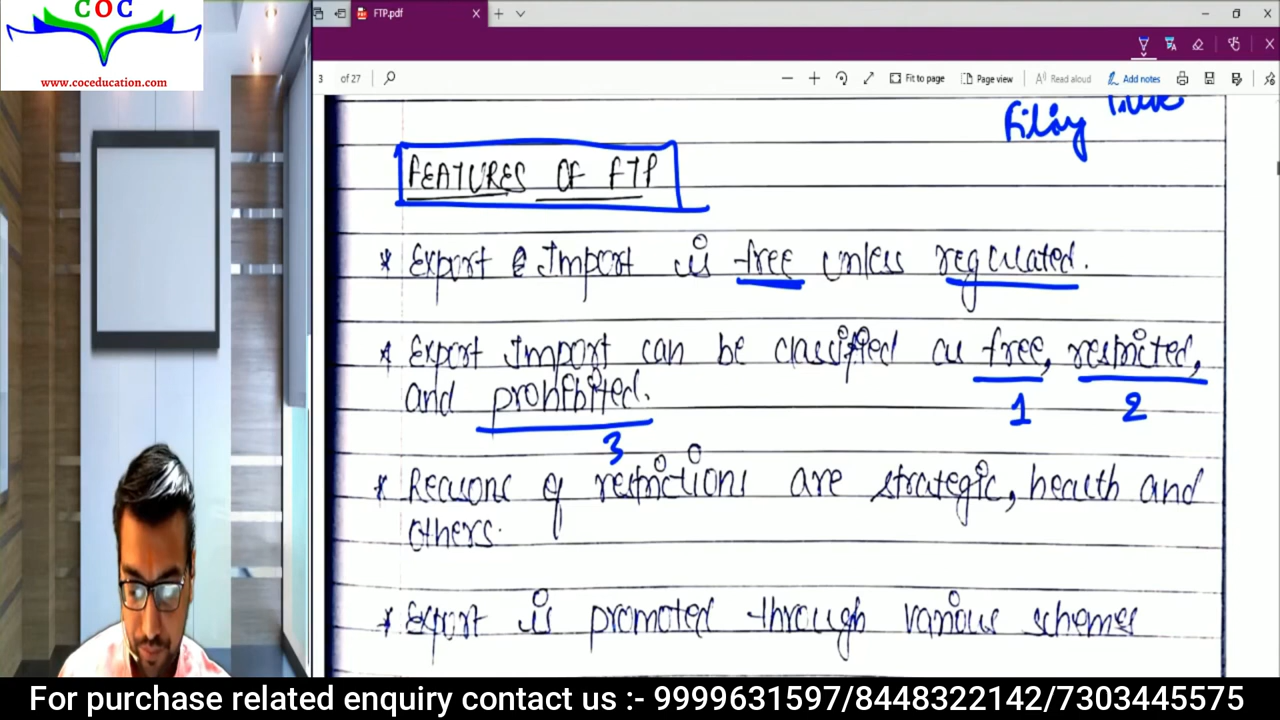 COC
www.coceducation.com
FTP.pdf
3 of 27
Fit to page
Page view
Read aloud
Add notes
Filing
FEATURES OF FTP
* Export & Import is free unless regulated.
* Export Import can be classified as free, restricted,
and prohibited.
1 2
3
* Reasons of restrictions are strategic, health and
others.
* Export is promoted through various schemes
For purchase related enquiry contact us :- 9999631597/8448322142/7303445575